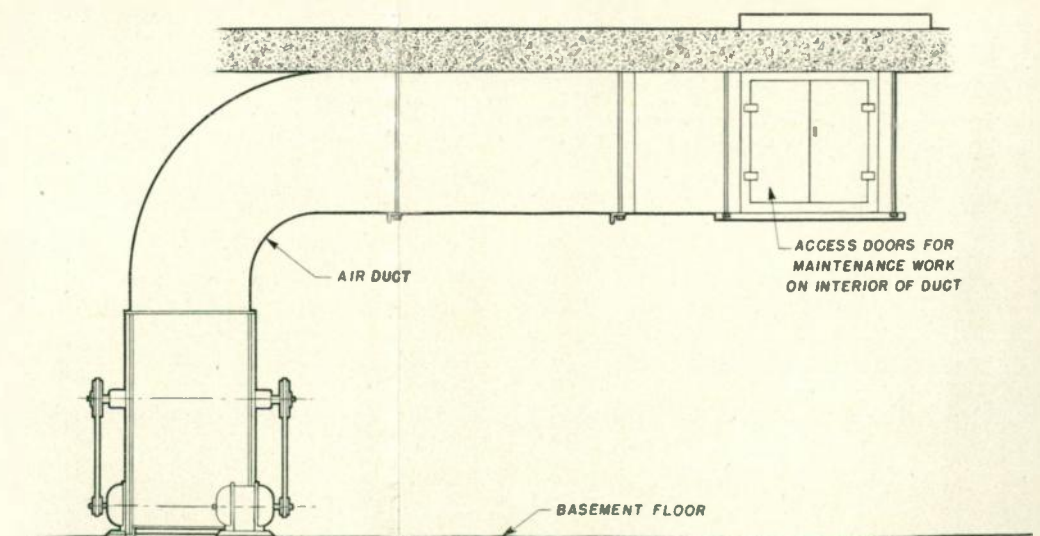 ACCESS DOORS FOR
MAINTENANCE WORK
ON INTERIOR OF DUCT
AIR DUCT
BASEMENT FLOOR